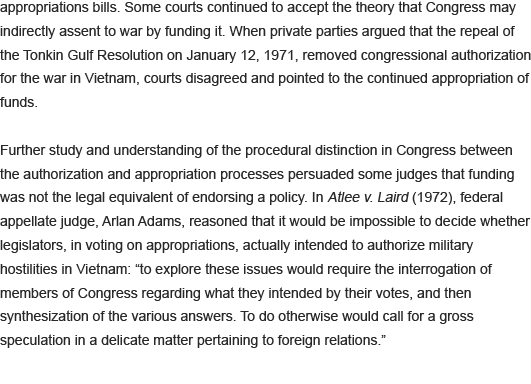 appropriations bills. Some courts continued to accept the theory that Congress may
indirectly assent to war by funding it. When private parties argued that the repeal of
the Tonkin Gulf Resolution on January 12, 1971, removed congressional authorization
for the war in Vietnam, courts disagreed and pointed to the continued appropriation of
funds.
Further study and understanding of the procedural distinction in Congress between
the authorization and appropriation processes persuaded some judges that funding
was not the legal equivalent of endorsing a policy. In Atlee v. Laird (1972), federal
appellate judge, Arlan Adams, reasoned that it would be impossible to decide whether
legislators, in voting on appropriations, actually intended to authorize military
hostilities in Vietnam: “to explore these issues would require the interrogation of
members of Congress regarding what they intended by their votes, and then
synthesization of the various answers. To do otherwise would call for a gross
speculation in a delicate matter pertaining to foreign relations.”